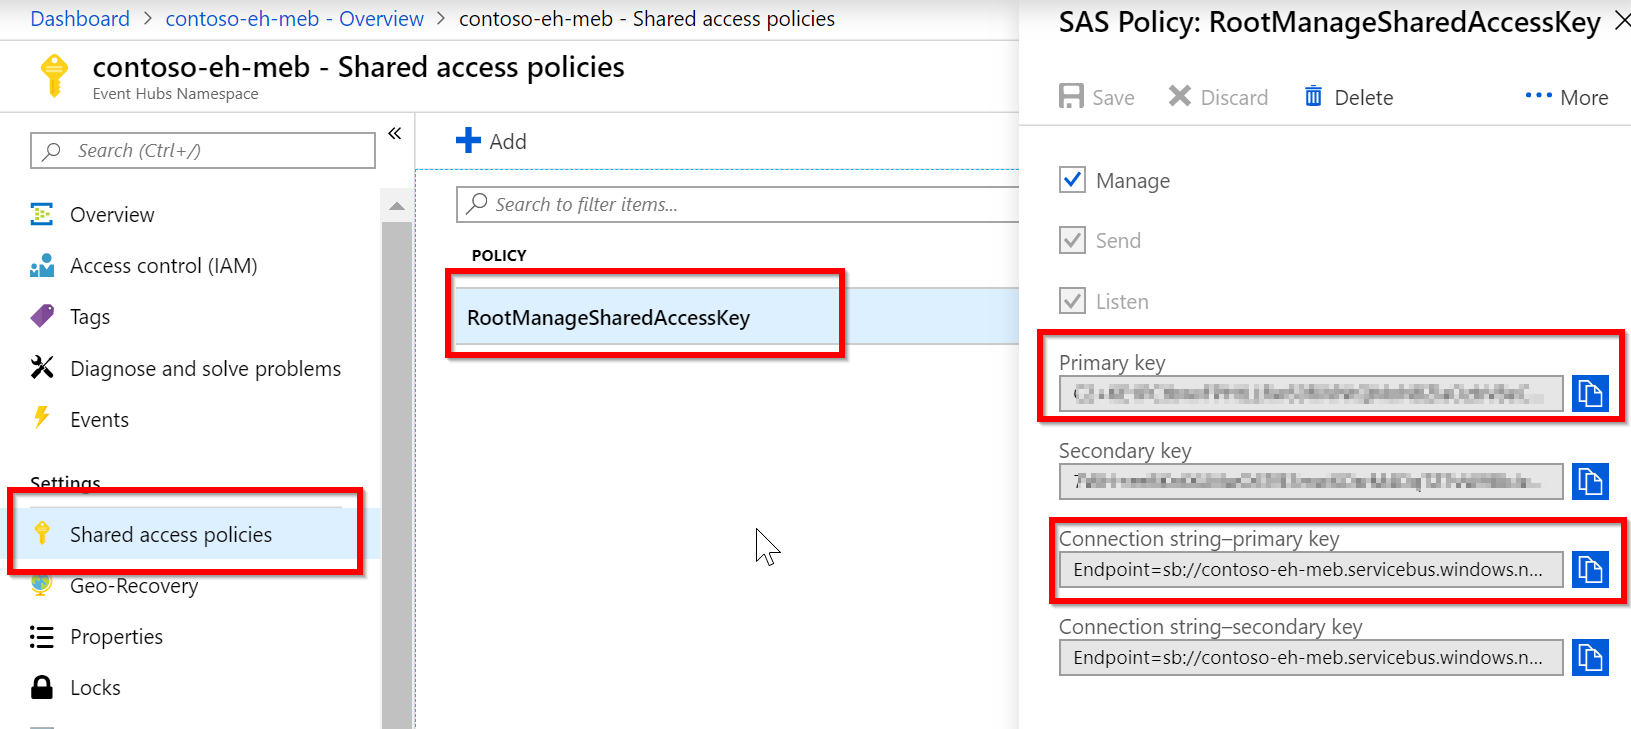 Dashboard > contoso-eh-meb - Overview > contoso-eh-meb - Shared access policies
contoso-eh-meb - Shared access policies
Event Hubs Namespace
Search (Ctrl+/)
«
Overview
Access control (IAM)
Tags
Diagnose and solve problems
Events
Settings
Shared access policies
Geo-Recovery
Properties
Locks
Add
Search to filter items...
POLICY
RootManageSharedAccessKey
SAS Policy: RootManageSharedAccessKey
Save Discard Delete ... More
Manage
Send
Listen
Primary key
Secondary key
Connection string–primary key
Endpoint=sb://contoso-eh-meb.servicebus.windows.n...
Connection string–secondary key
Endpoint=sb://contoso-eh-meb.servicebus.windows.n...